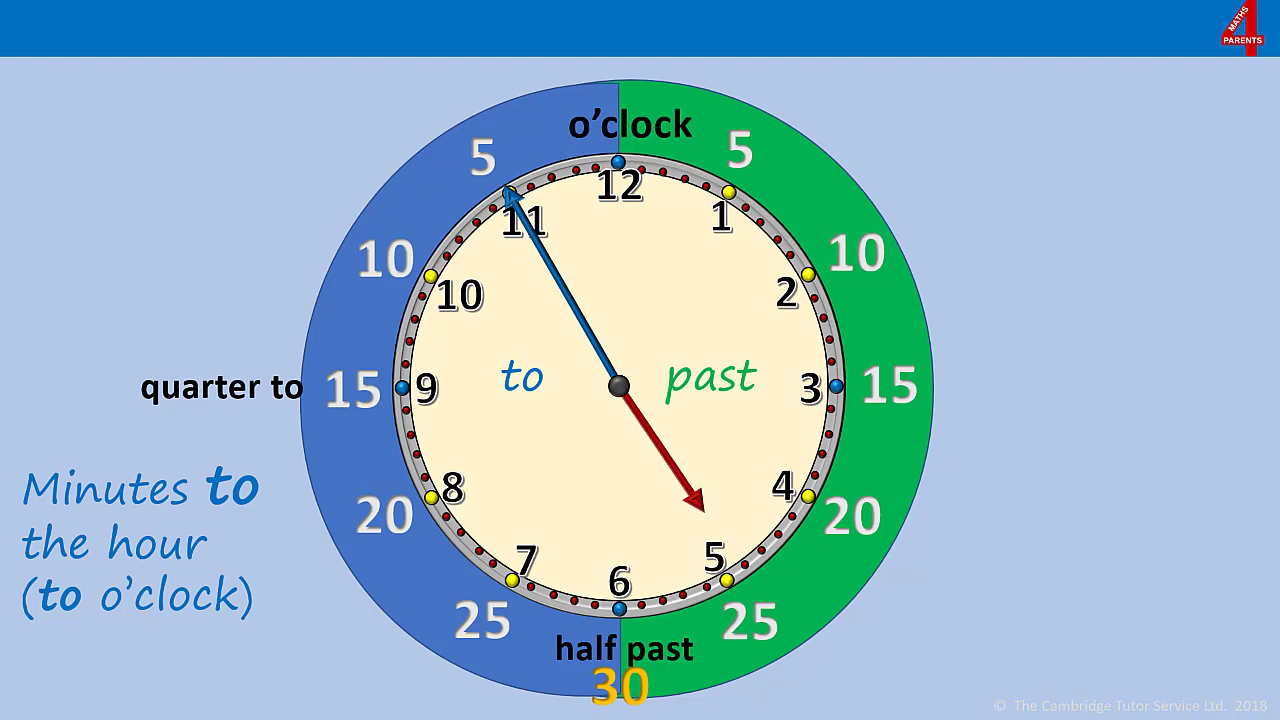 MATHS
4
PARENTS
o'clock
5
5
12
11
1
10
10
10
2
to
past
quarter to
15
9
3
15
Minutes to
the hour
(to o'clock)
8
4
20
20
7
5
6
25
25
half past
30
© The Cambridge Tutor Service Ltd. 2018